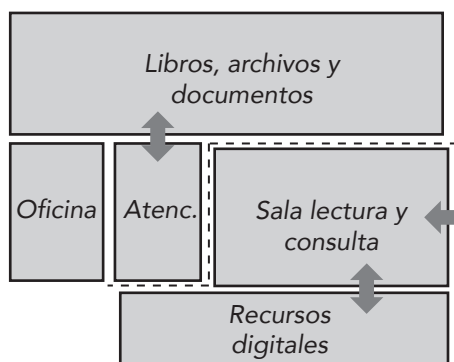 Libros, archivos y
documentos
Oficina
Atenc.
Sala lectura y
consulta
Recursos
digitales